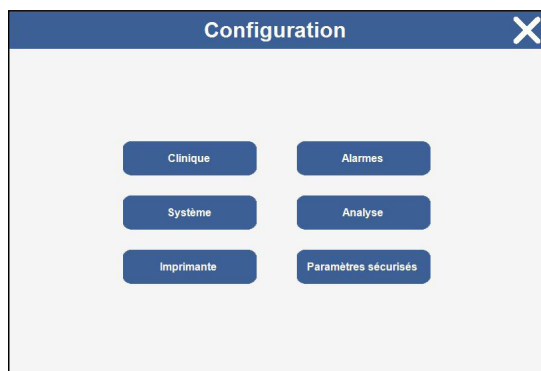 Configuration
Clinique
Alarmes
Système
Analyse
Imprimante
Paramètres sécurisés